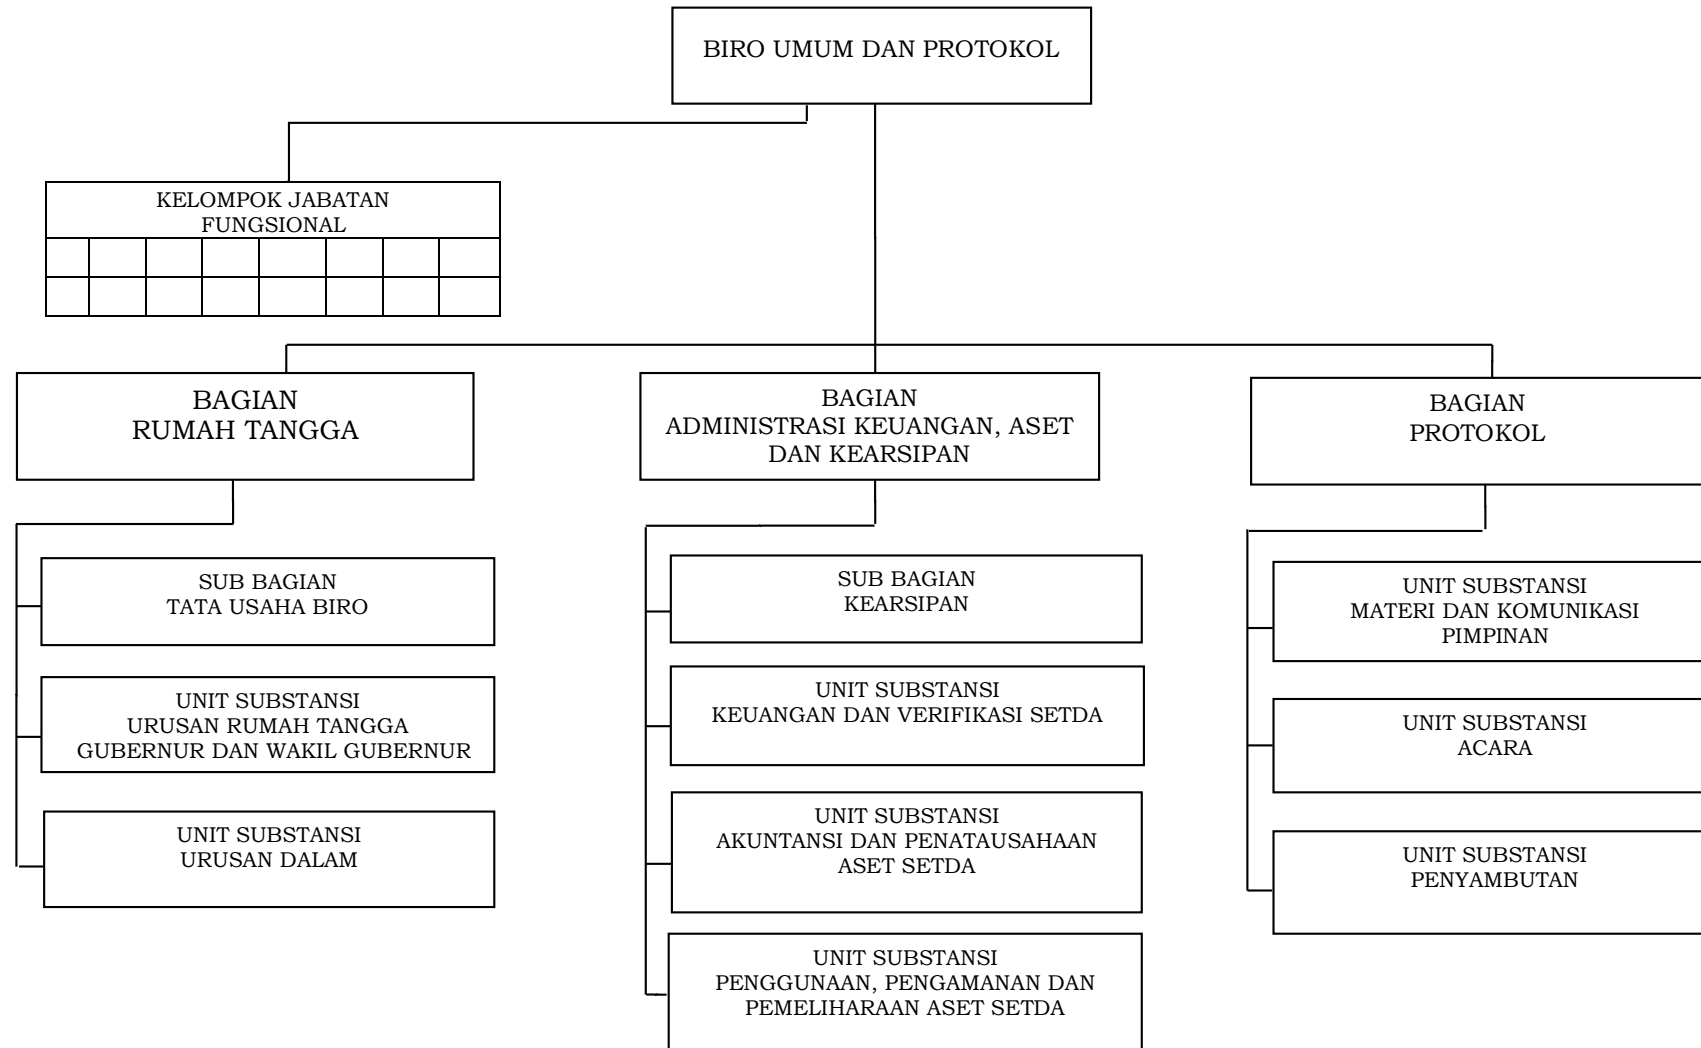 BIRO UMUM DAN PROTOKOL
KELOMPOK JABATAN
FUNGSIONAL
BAGIAN
RUMAH TANGGA
SUB BAGIAN
TATA USAHA BIRO
UNIT SUBSTANSI
URUSAN RUMAH TANGGA
GUBERNUR DAN WAKIL GUBERNUR
UNIT SUBSTANSI
URUSAN DALAM
BAGIAN
ADMINISTRASI KEUANGAN, ASET
DAN KEARSIPAN
SUB BAGIAN
KEARSIPAN
UNIT SUBSTANSI
KEUANGAN DAN VERIFIKASI SETDA
UNIT SUBSTANSI
AKUNTANSI DAN PENATAUSAHAAN
ASET SETDA
UNIT SUBSTANSI
PENGGUNAAN, PENGAMANAN DAN
PEMELIHARAAN ASET SETDA
BAGIAN
PROTOKOL
UNIT SUBSTANSI
MATERI DAN KOMUNIKASI
PIMPINAN
UNIT SUBSTANSI
ACARA
UNIT SUBSTANSI
PENYAMBUTAN